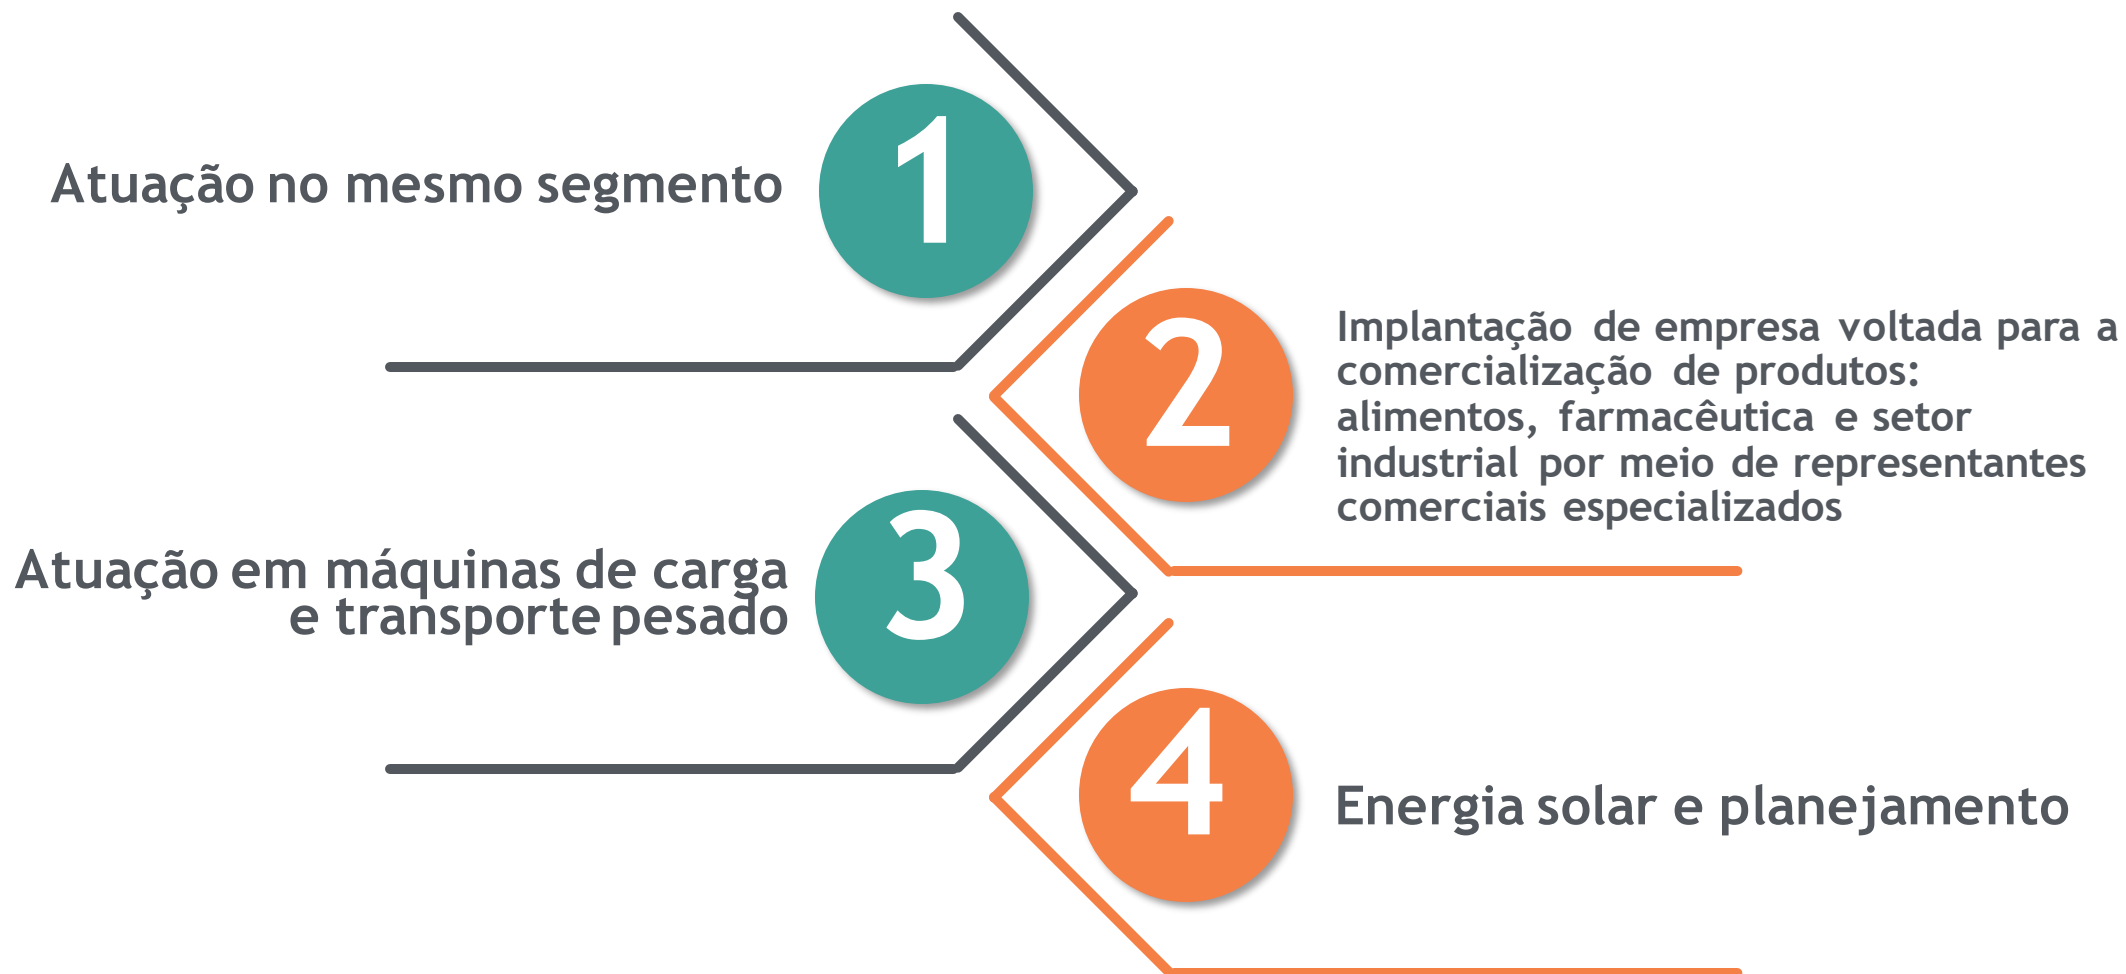 1
Atuação no mesmo segmento
2
Implantação de empresa voltada para a
comercialização de produtos:
alimentos, farmacêutica e setor
industrial por meio de representantes
comerciais especializados
3
Atuação em máquinas de carga
e transporte pesado
4
Energia solar e planejamento